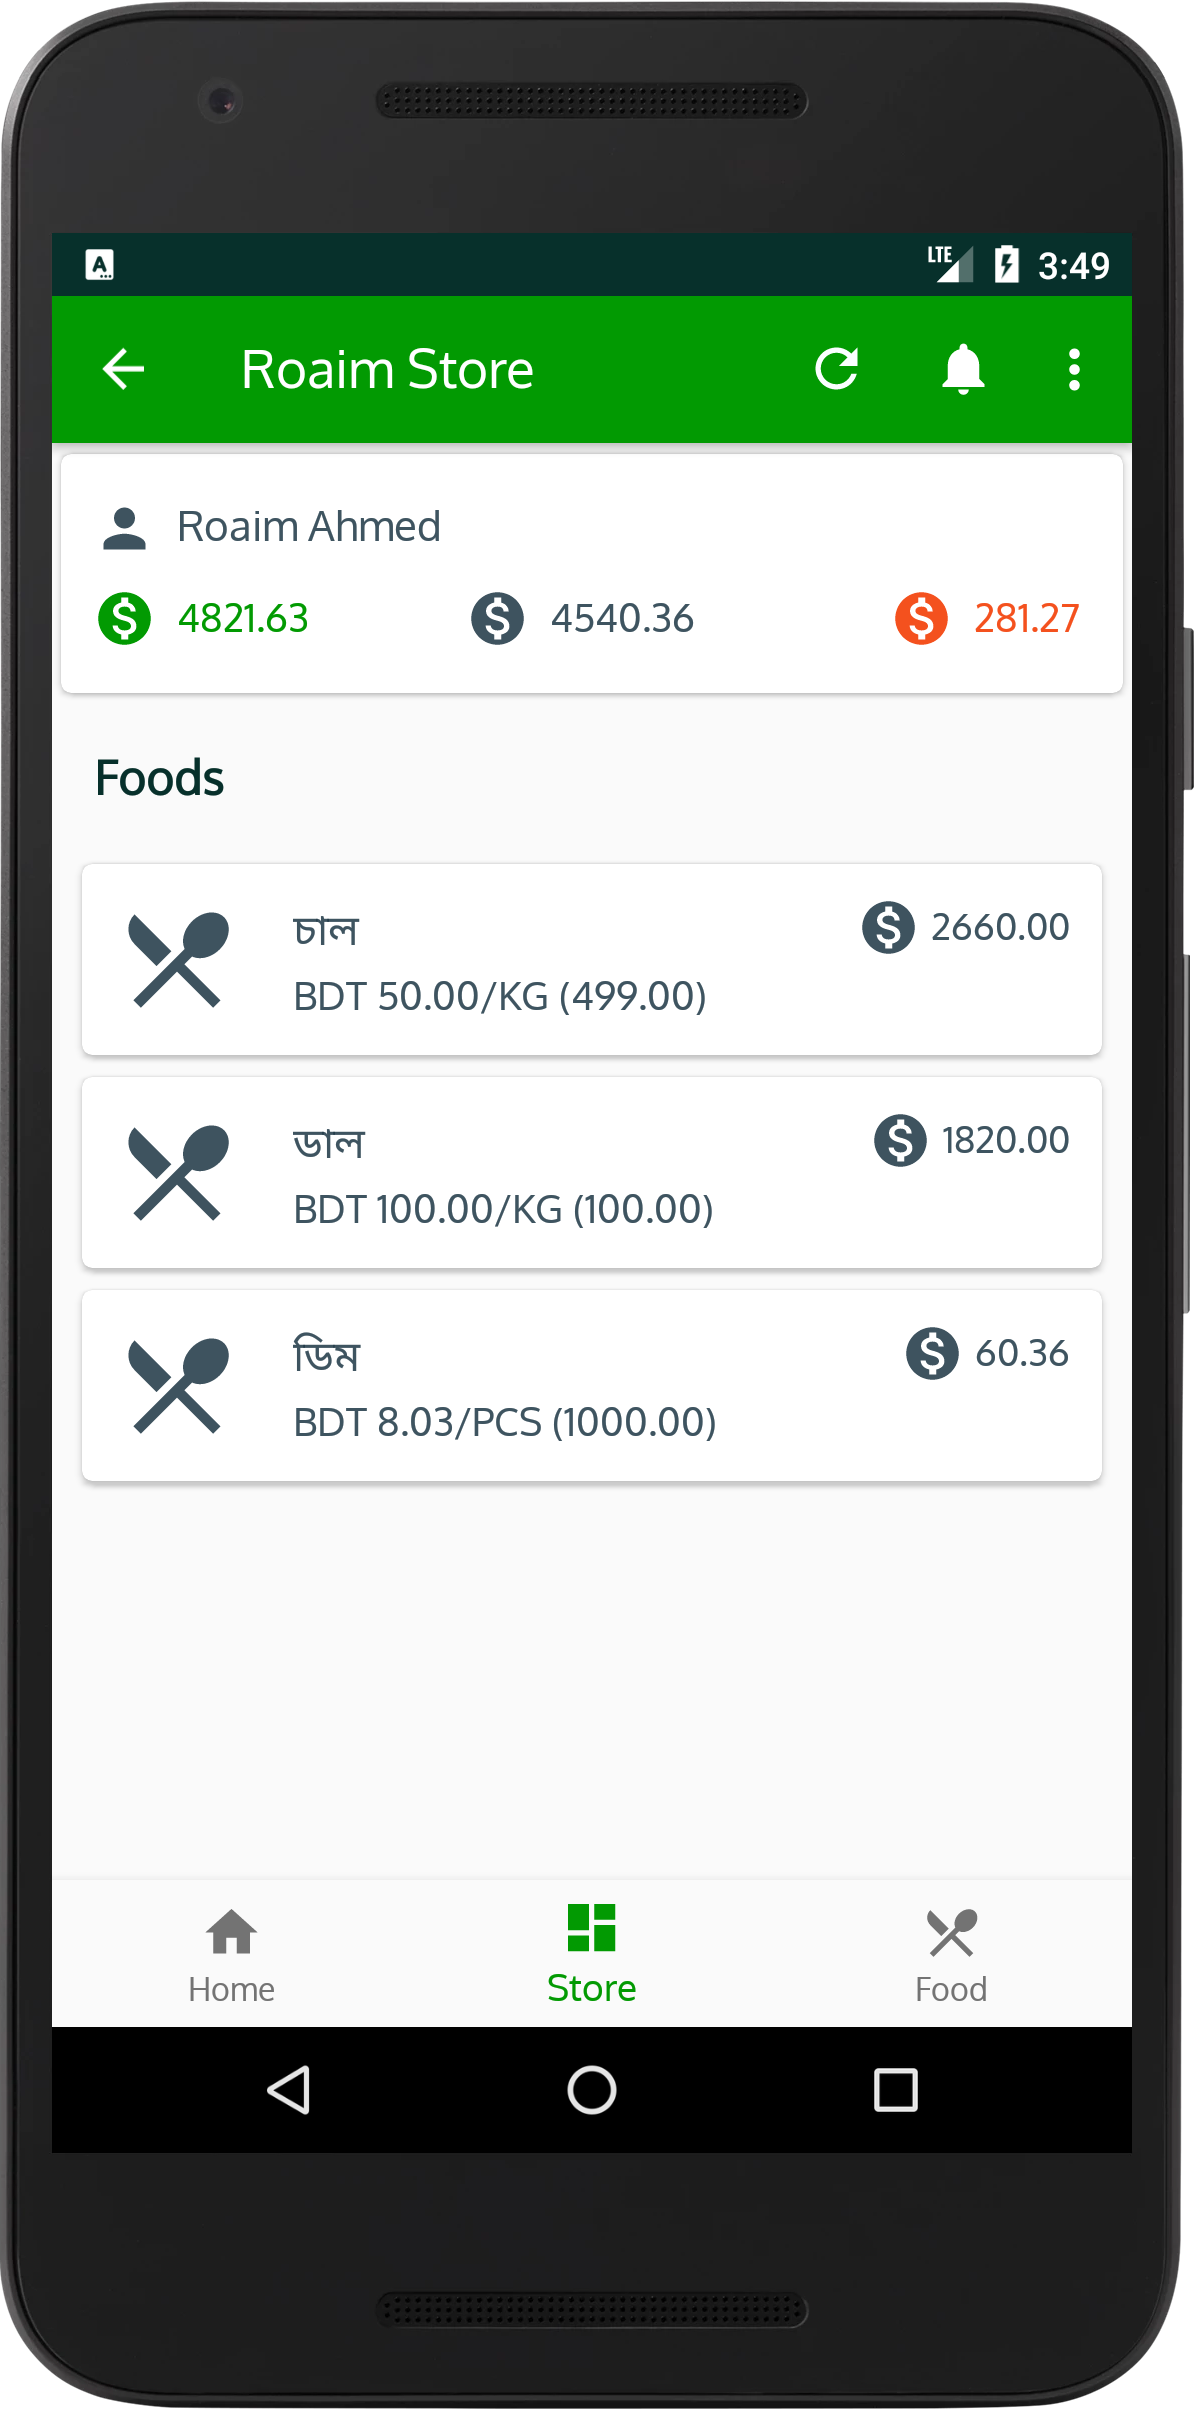 A
LTE 3:49
Roaim Store
Roaim Ahmed
4821.63 4540.36 281.27
Foods
চাল 2660.00
BDT 50.00/KG (499.00)
ডাল 1820.00
BDT 100.00/KG (100.00)
ডিম 60.36
BDT 8.03/PCS (1000.00)
Home Store Food